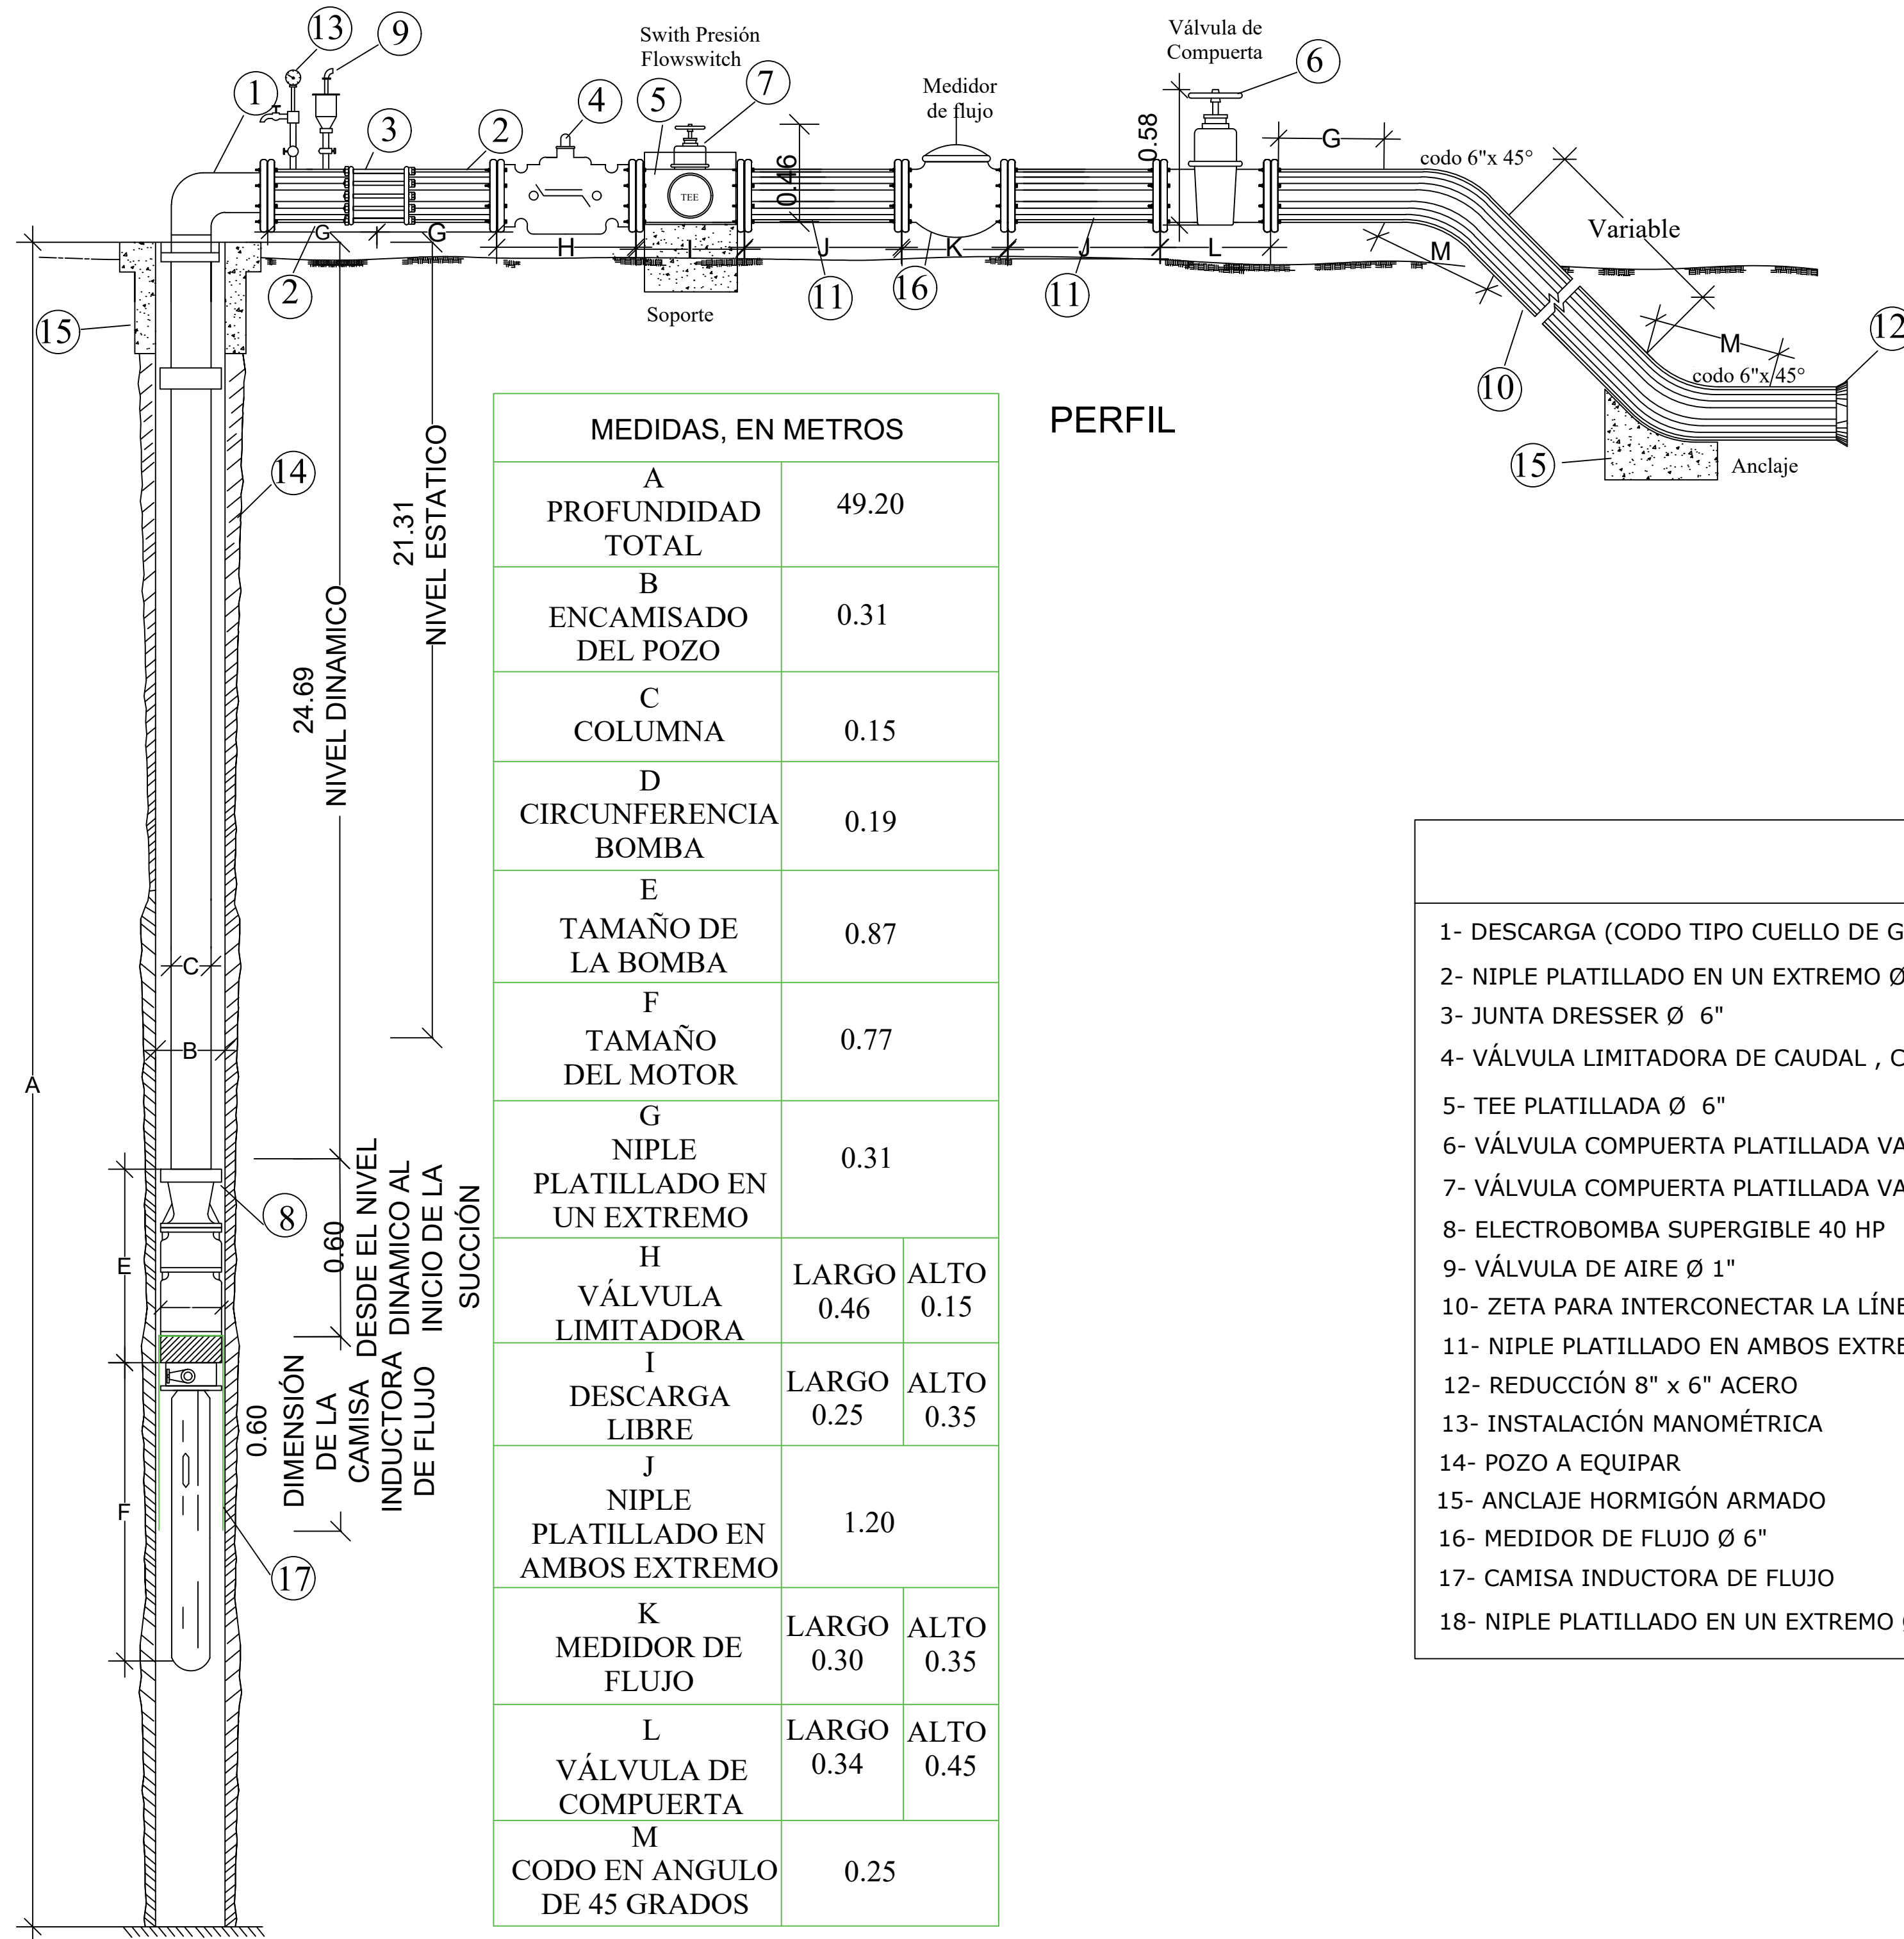 13
9
Swith Presión
Flowswitch
Válvula de
Compuerta
6
1
3
2
4
5
7
Medidor
de flujo
0.46
0.58
G
codo 6"x 45°
Variable
TEE
G
G
H
I
J
K
J
L
M
2
15
Soporte
11
16
11
10
M
codo 6"x 45°
12
15
Anclaje
PERFIL
14
21.31
NIVEL ESTATICO
24.69
NIVEL DINAMICO
C
B
A
8
E
0.60
DESDE EL NIVEL
DINAMICO AL
INICIO DE LA
SUCCIÓN
0.60
DIMENSIÓN
DE LA
CAMISA
INDUCTORA
DE FLUJO
F
17
MEDIDAS, EN METROS
A
PROFUNDIDAD
TOTAL
49.20
B
ENCAMISADO
DEL POZO
0.31
C
COLUMNA
0.15
D
CIRCUNFERENCIA
BOMBA
0.19
E
TAMAÑO DE
LA BOMBA
0.87
F
TAMAÑO
DEL MOTOR
0.77
G
NIPLE
PLATILLADO EN
UN EXTREMO
0.31
H
VÁLVULA
LIMITADORA
LARGO
0.46
ALTO
0.15
I
DESCARGA
LIBRE
LARGO
0.25
ALTO
0.35
J
NIPLE
PLATILLADO EN
AMBOS EXTREMO
1.20
K
MEDIDOR DE
FLUJO
LARGO
0.30
ALTO
0.35
L
VÁLVULA DE
COMPUERTA
LARGO
0.34
ALTO
0.45
M
CODO EN ANGULO
DE 45 GRADOS
0.25
1- DESCARGA (CODO TIPO CUELLO DE G
2- NIPLE PLATILLADO EN UN EXTREMO Ø
3- JUNTA DRESSER Ø 6"
4- VÁLVULA LIMITADORA DE CAUDAL , C
5- TEE PLATILLADA Ø 6"
6- VÁLVULA COMPUERTA PLATILLADA VA
7- VÁLVULA COMPUERTA PLATILLADA VA
8- ELECTROBOMBA SUPERGIBLE 40 HP
9- VÁLVULA DE AIRE Ø 1"
10- ZETA PARA INTERCONECTAR LA LÍNE
11- NIPLE PLATILLADO EN AMBOS EXTRE
12- REDUCCIÓN 8" x 6" ACERO
13- INSTALACIÓN MANOMÉTRICA
14- POZO A EQUIPAR
15- ANCLAJE HORMIGÓN ARMADO
16- MEDIDOR DE FLUJO Ø 6"
17- CAMISA INDUCTORA DE FLUJO
18- NIPLE PLATILLADO EN UN EXTREMO